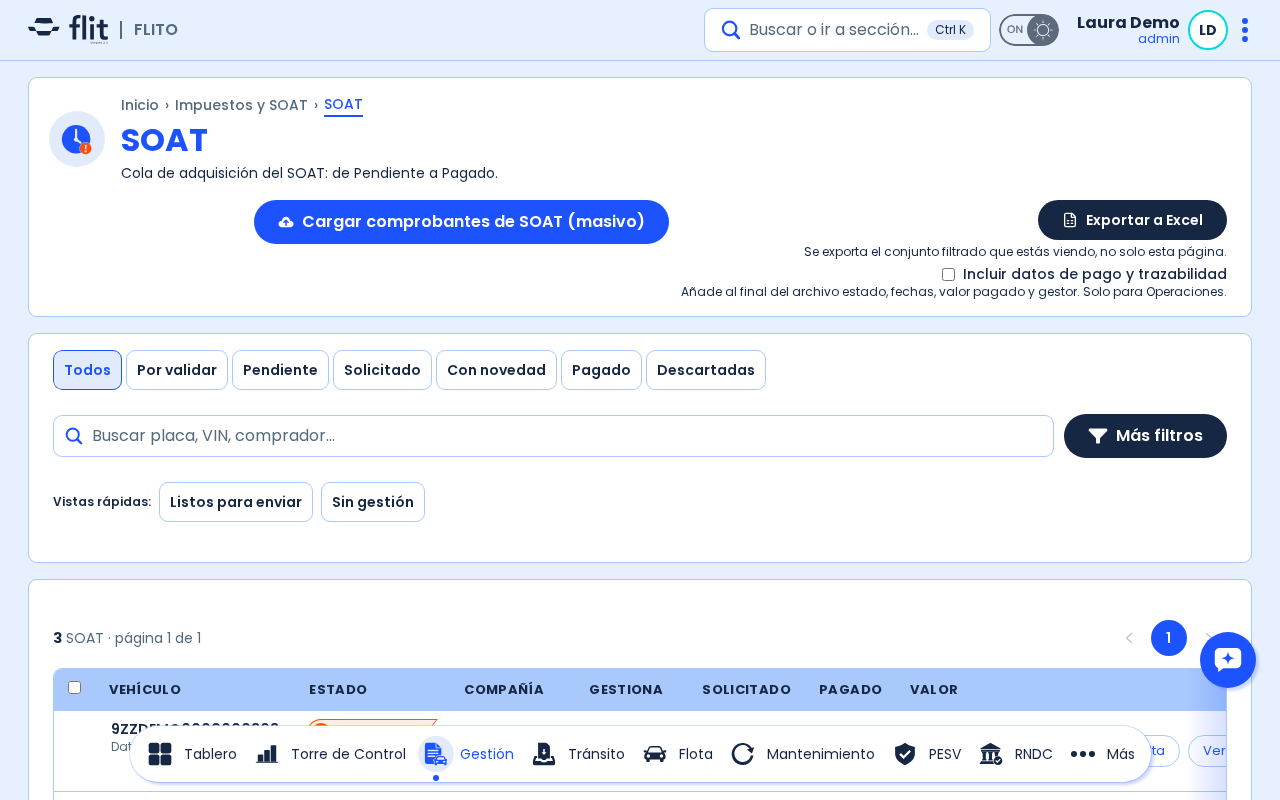 flit
FLITO
Buscar o ir a sección...
Ctrl K
ON
Laura Demo
admin
LD
Inicio › Impuestos y SOAT › SOAT
SOAT
Cola de adquisición del SOAT: de Pendiente a Pagado.
Cargar comprobantes de SOAT (masivo)
Exportar a Excel
Se exporta el conjunto filtrado que estás viendo, no solo esta página.
Incluir datos de pago y trazabilidad
Añade al final del archivo estado, fechas, valor pagado y gestor. Solo para Operaciones.
Todos
Por validar
Pendiente
Solicitado
Con novedad
Pagado
Descartadas
Buscar placa, VIN, comprador...
Más filtros
Vistas rápidas:
Listos para enviar
Sin gestión
3 SOAT · página 1 de 1
1
VEHÍCULO ESTADO COMPAÑÍA GESTIONA SOLICITADO PAGADO VALOR
Ver
Tablero
Torre de Control
Gestión
Tránsito
Flota
Mantenimiento
PESV
RNDC
Más